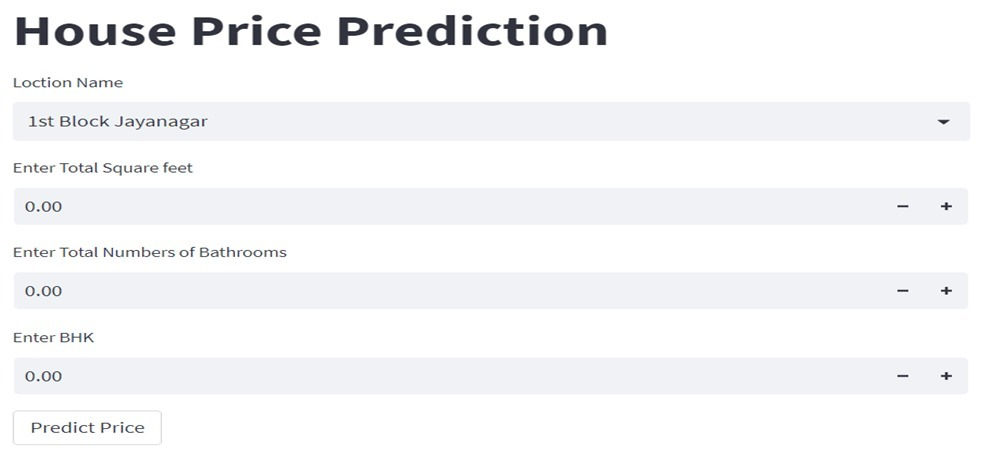 House Price Prediction
Loction Name
1st Block Jayanagar
Enter Total Square feet
0.00
Enter Total Numbers of Bathrooms
0.00
Enter BHK
0.00
Predict Price